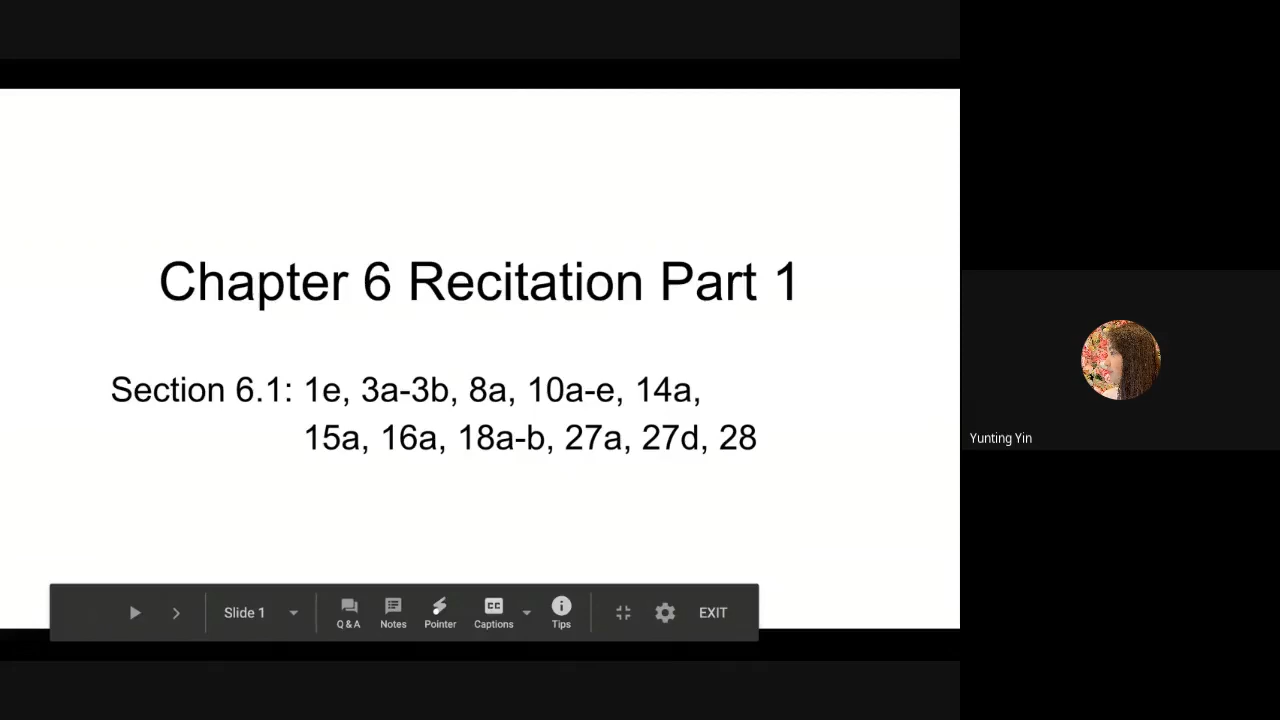 Chapter 6 Recitation Part 1
Section 6.1: 1e, 3a-3b, 8a, 10a-e, 14a,
15a, 16a, 18a-b, 27a, 27d, 28
Yunting Yin
Slide 1
Q & A
Notes
Pointer
CC
Captions
Tips
EXIT